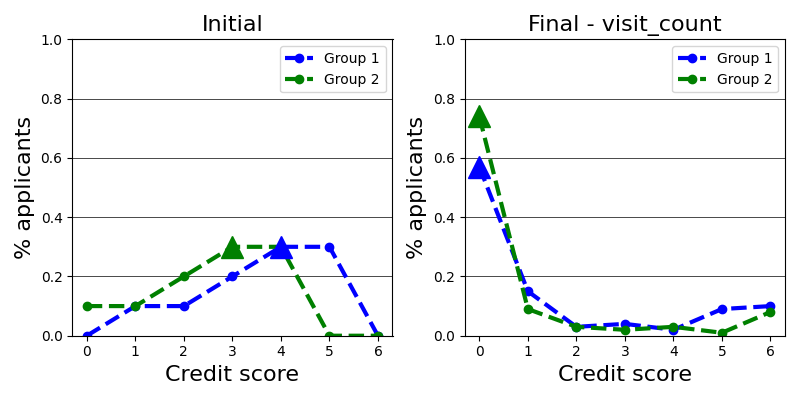 Initial
1.0
0.8
0.6
0.4
0.2
0.0
% applicants
Group 1
Group 2
0 1 2 3 4 5 6
Credit score
Final - visit_count
1.0
0.8
0.6
0.4
0.2
0.0
% applicants
Group 1
Group 2
0 1 2 3 4 5 6
Credit score